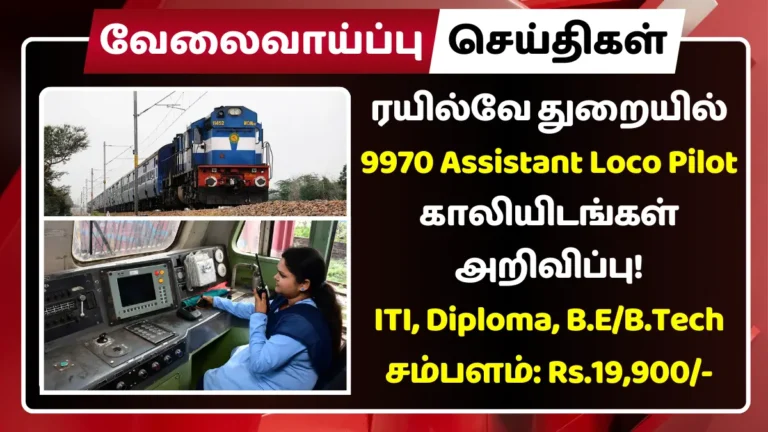 வேலைவாய்ப்பு செய்திகள்
ரயில்வே துறையில்
9970 Assistant Loco Pilot
காலியிடங்கள்
அறிவிப்பு!
ITI, Diploma, B.E/B.Tech
சம்பளம்: Rs.19,900/-